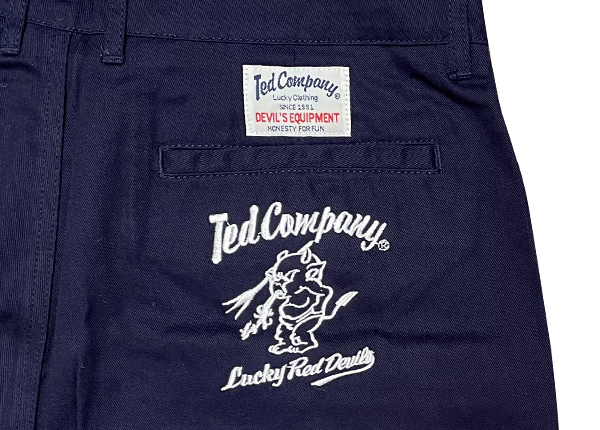 Ted Company®
Lucky Clothing
SINCE 1991
DEVIL'S EQUIPMENT
HONESTY FOR FUN
Ted Company®
Lucky Red Devils